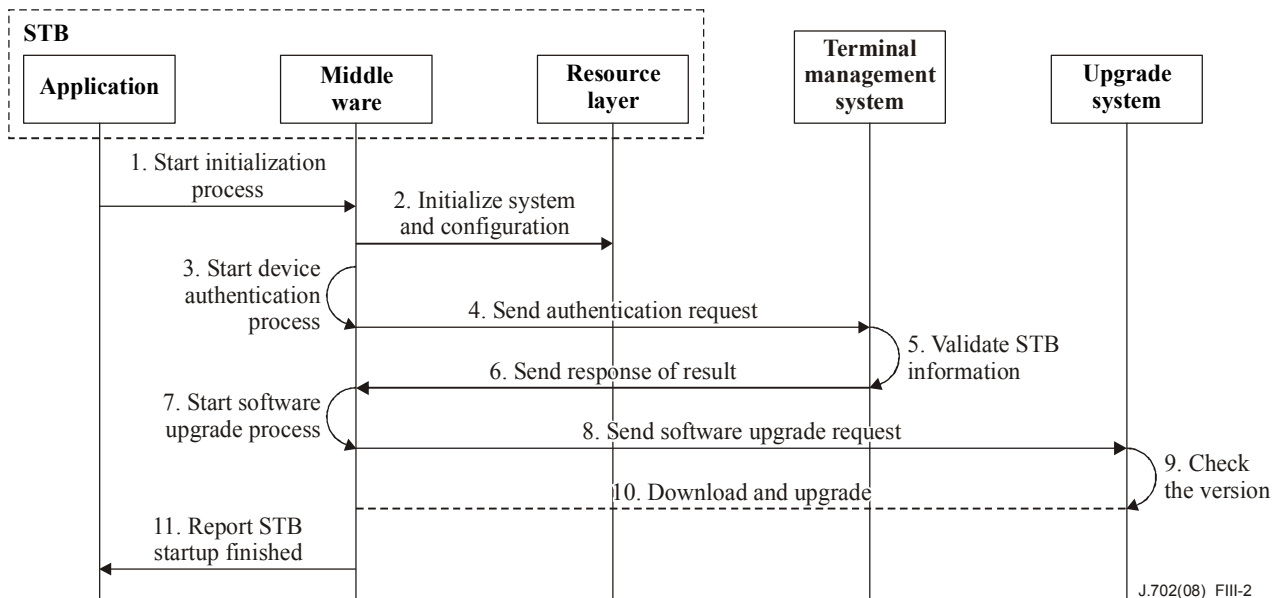 STB
Application
Middle
ware
Resource
layer
Terminal
management
system
Upgrade
system
1. Start initialization
process
2. Initialize system
and configuration
3. Start device
authentication
process
4. Send authentication request
5. Validate STB
information
6. Send response of result
7. Start software
upgrade process
8. Send software upgrade request
9. Check
the version
10. Download and upgrade
11. Report STB
startup finished
J.702(08)_FIII-2